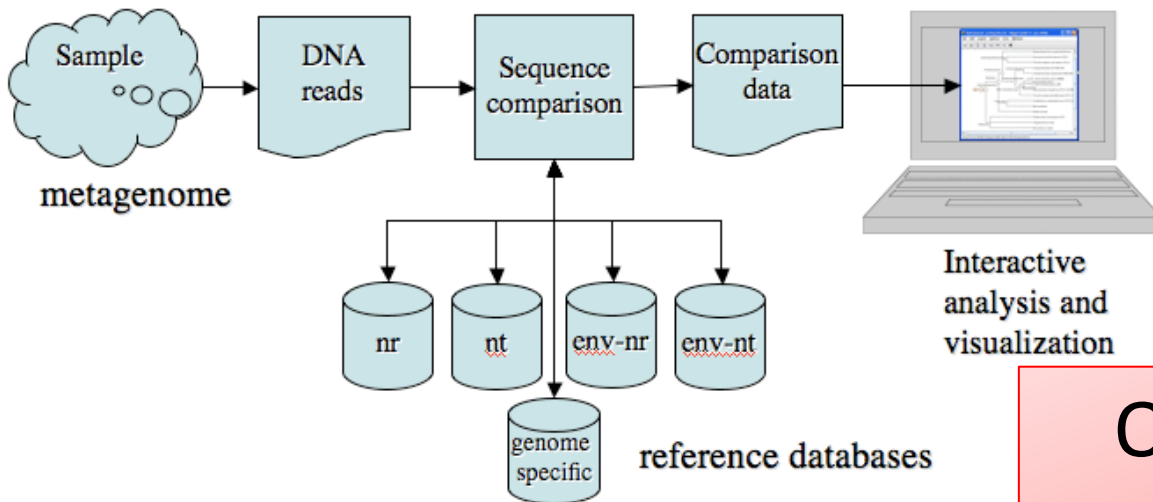 Sample
DNA
reads
Sequence
comparison
Comparison
data
metagenome
Interactive
analysis and
visualization
nr
nt
env-nr
env-nt
genome
specific
reference databases